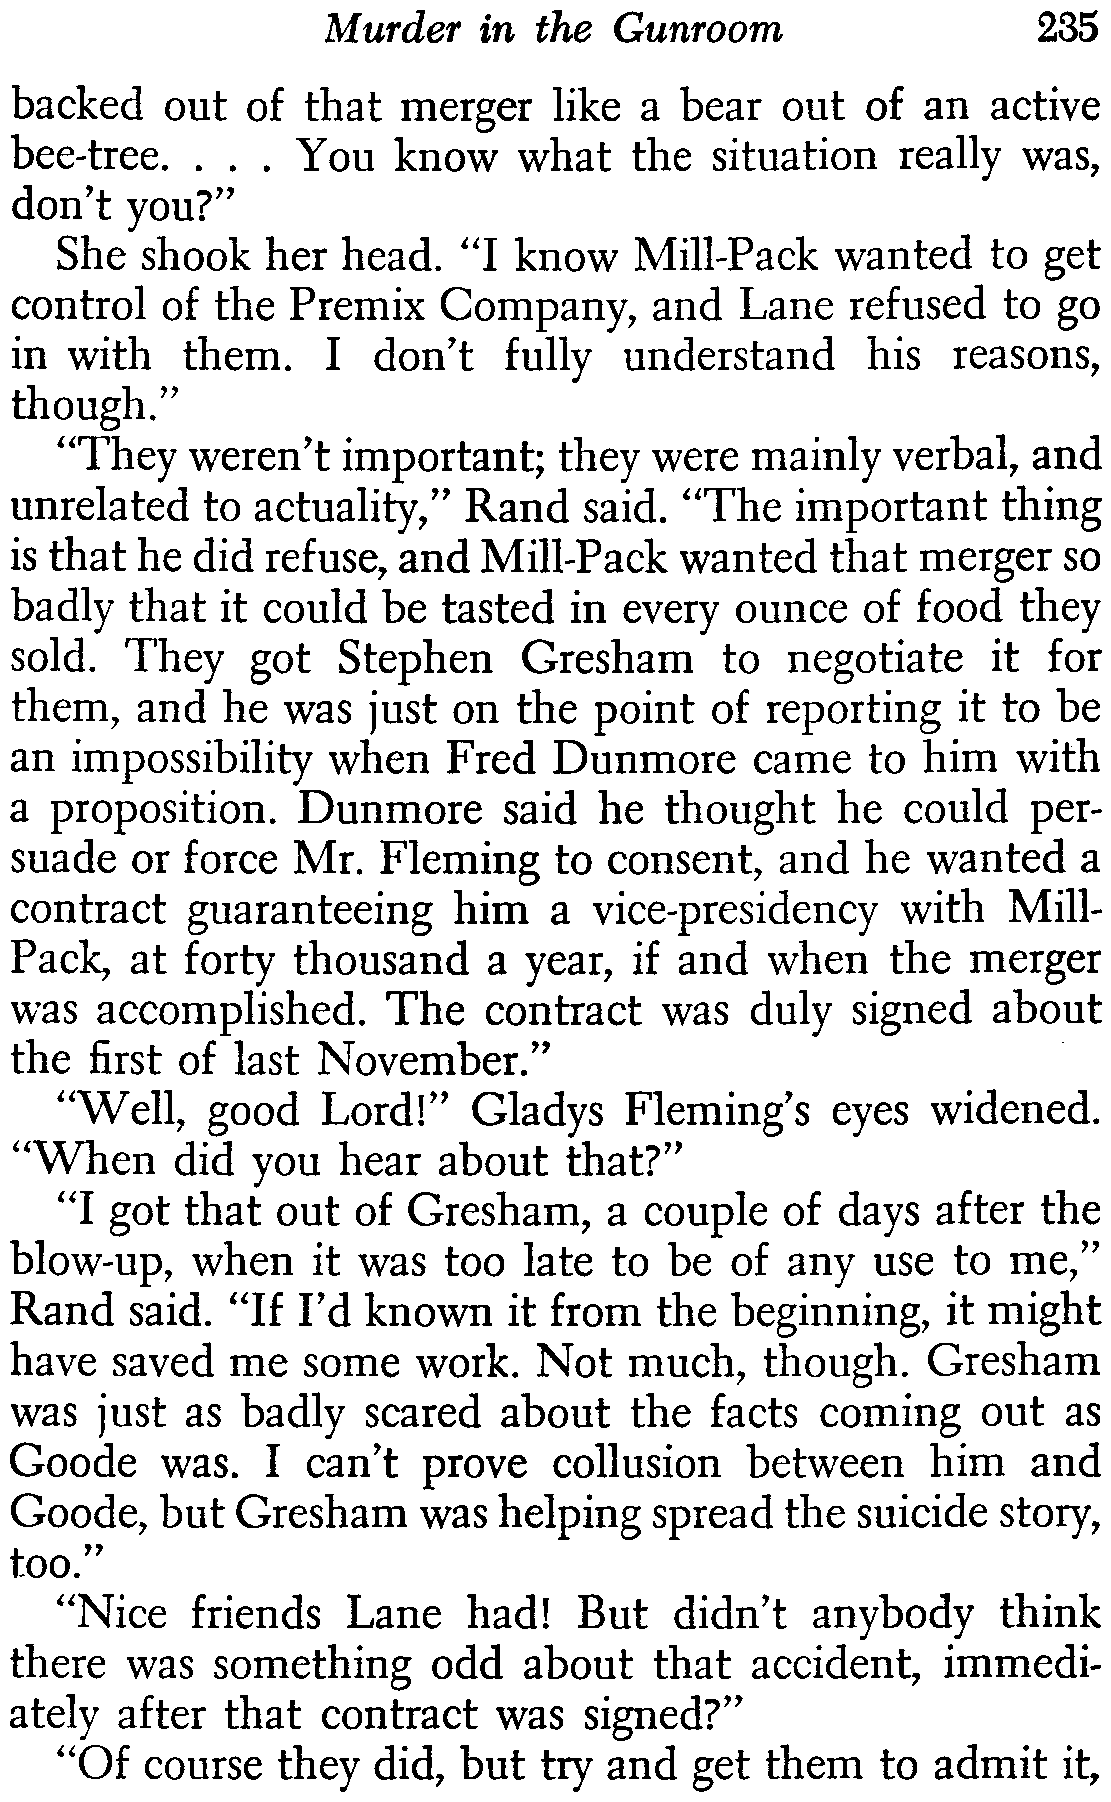 Murder in the Gunroom 235
backed out of that merger like a bear out of an active
bee-tree. . . . You know what the situation really was,
don't you?"
She shook her head. "I know Mill-Pack wanted to get
control of the Premix Company, and Lane refused to go
in with them. I don't fully understand his reasons,
though."
"They weren't important; they were mainly verbal, and
unrelated to actuality," Rand said. "The important thing
is that he did refuse, and Mill-Pack wanted that merger so
badly that it could be tasted in every ounce of food they
sold. They got Stephen Gresham to negotiate it for
them, and he was just on the point of reporting it to be
an impossibility when Fred Dunmore came to him with
a proposition. Dunmore said he thought he could per-
suade or force Mr. Fleming to consent, and he wanted a
contract guaranteeing him a vice-presidency with Mill-
Pack, at forty thousand a year, if and when the merger
was accomplished. The contract was duly signed about
the first of last November."
"Well, good Lord!" Gladys Fleming's eyes widened.
"When did you hear about that?"
"I got that out of Gresham, a couple of days after the
blow-up, when it was too late to be of any use to me,"
Rand said. "If I'd known it from the beginning, it might
have saved me some work. Not much, though. Gresham
was just as badly scared about the facts coming out as
Goode was. I can't prove collusion between him and
Goode, but Gresham was helping spread the suicide story,
too."
"Nice friends Lane had! But didn't anybody think
there was something odd about that accident, immedi-
ately after that contract was signed?"
"Of course they did, but try and get them to admit it,